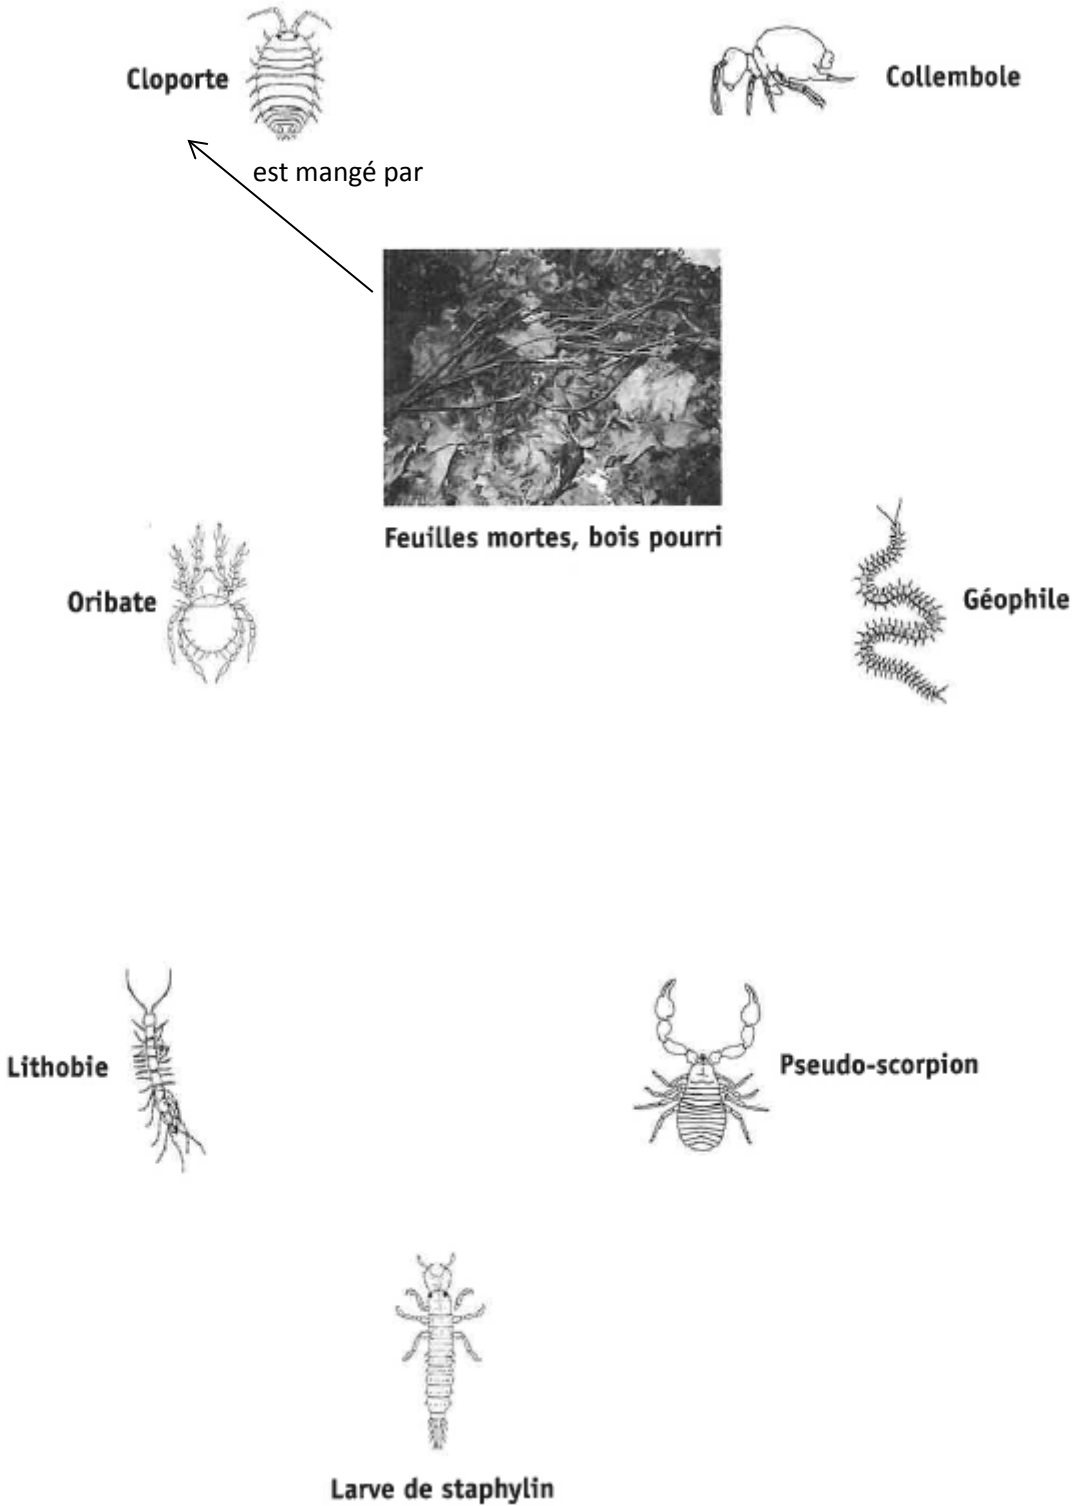 Cloporte
Collembole
est mangé par
Feuilles mortes, bois pourri
Oribate
Géophile
Lithobie
Pseudo-scorpion
Larve de staphylin